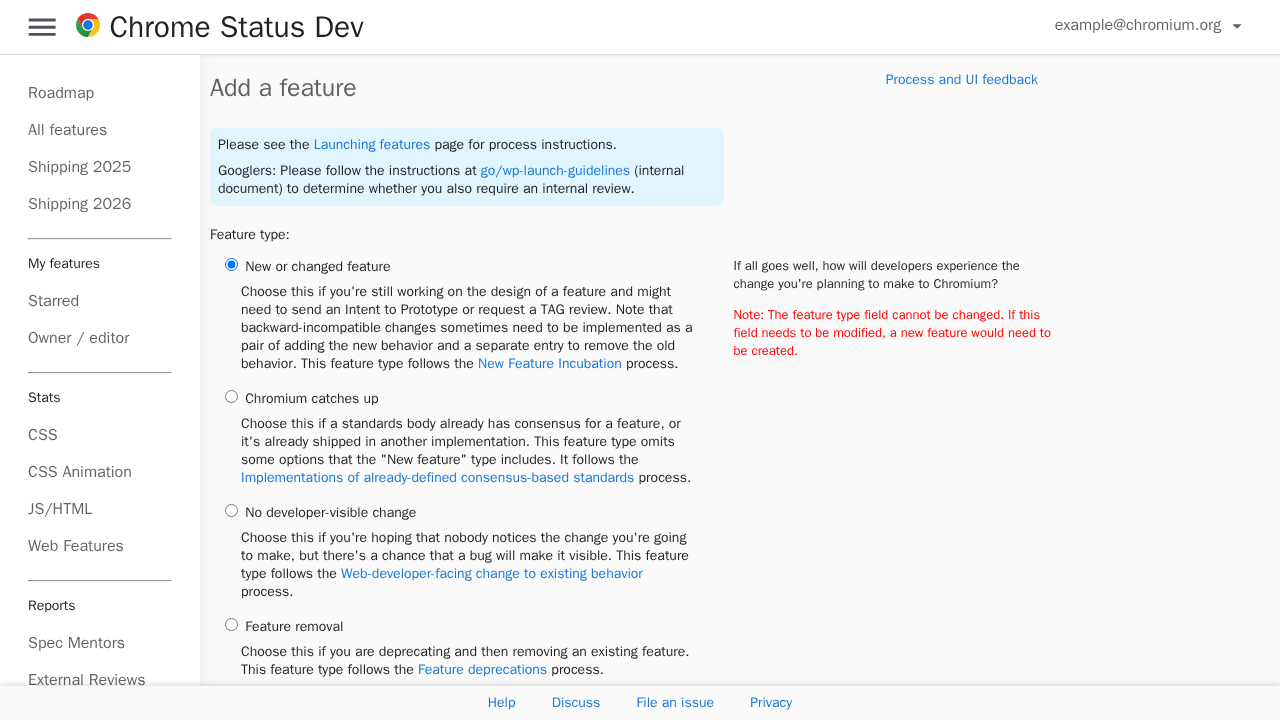 Chrome Status Dev
example@chromium.org
Roadmap
All features
Shipping 2025
Shipping 2026
My features
Starred
Owner / editor
Stats
CSS
CSS Animation
JS/HTML
Web Features
Reports
Spec Mentors
External Reviews
Add a feature
Process and UI feedback
Please see the Launching features page for process instructions.
Googlers: Please follow the instructions at go/wp-launch-guidelines (internal
document) to determine whether you also require an internal review.
Feature type:
New or changed feature
Choose this if you're still working on the design of a feature and might
need to send an Intent to Prototype or request a TAG review. Note that
backward-incompatible changes sometimes need to be implemented as a
pair of adding the new behavior and a separate entry to remove the old
behavior. This feature type follows the New Feature Incubation process.
Chromium catches up
Choose this if a standards body already has consensus for a feature, or
it's already shipped in another implementation. This feature type omits
some options that the "New feature" type includes. It follows the
Implementations of already-defined consensus-based standards process.
No developer-visible change
Choose this if you're hoping that nobody notices the change you're going
to make, but there's a chance that a bug will make it visible. This feature
type follows the Web-developer-facing change to existing behavior
process.
Feature removal
Choose this if you are deprecating and then removing an existing feature.
This feature type follows the Feature deprecations process.
If all goes well, how will developers experience the
change you're planning to make to Chromium?
Note: The feature type field cannot be changed. If this
field needs to be modified, a new feature would need to
be created.
Help
Discuss
File an issue
Privacy